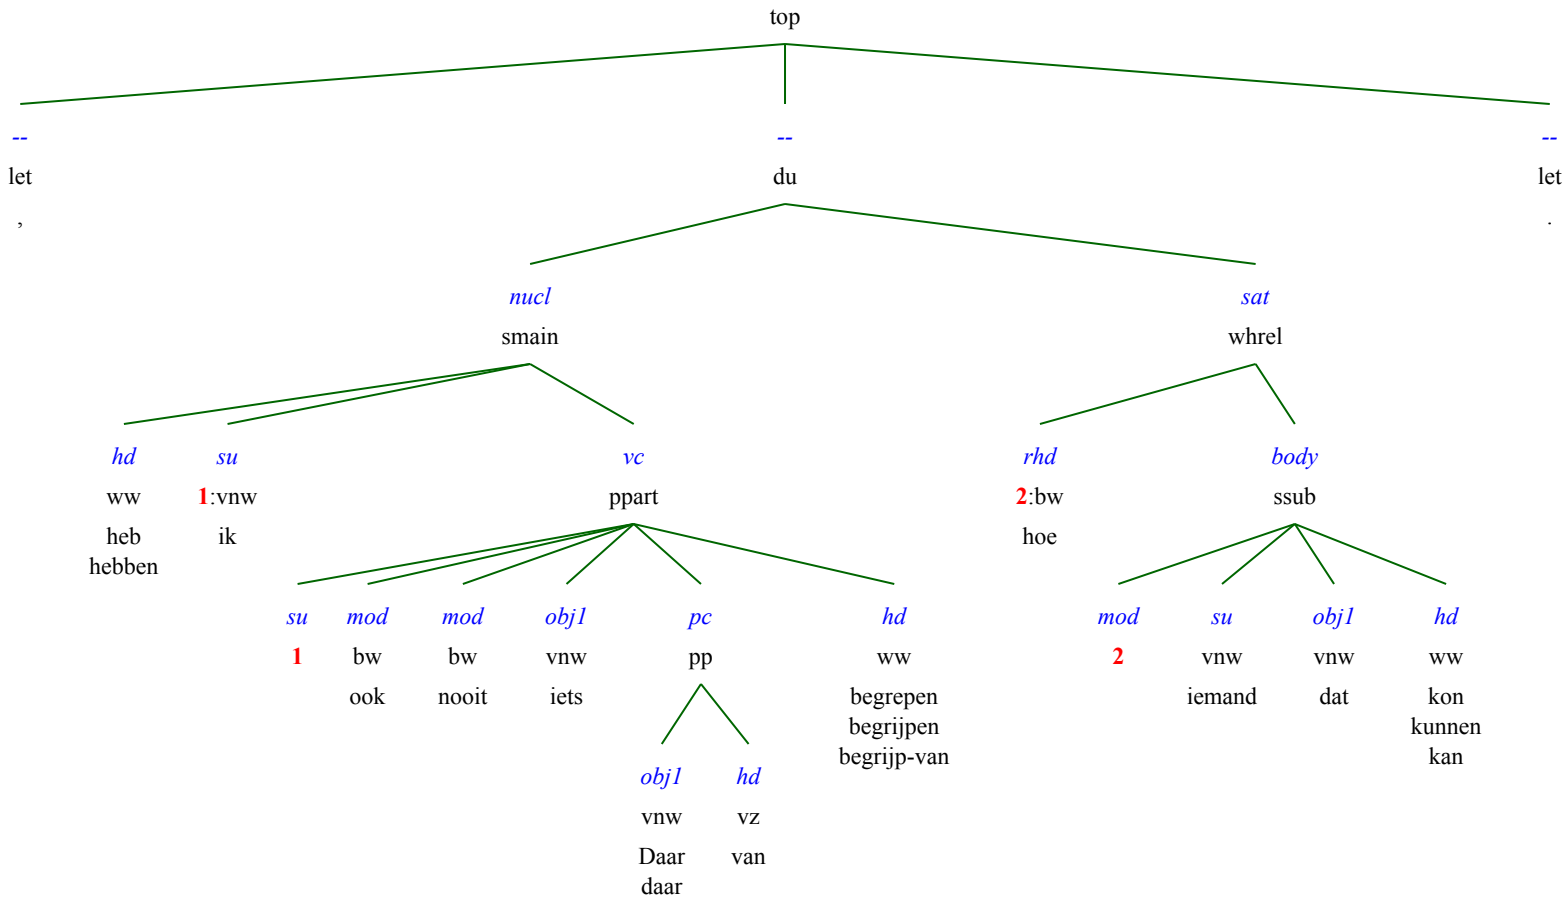 top
-- -- --
let du let
, .
nucl sat
smain whrel
hd su vc rhd body
ww 1:vnw ppart 2:bw ssub
heb ik hoe
hebben
su mod mod obj1 pc hd mod su obj1 hd
1 bw bw vnw pp ww 2 vnw vnw ww
ook nooit iets begrepen iemand dat kon
begrijpen kunnen
begrijp-van kan
obj1 hd
vnw vz
Daar van
daar